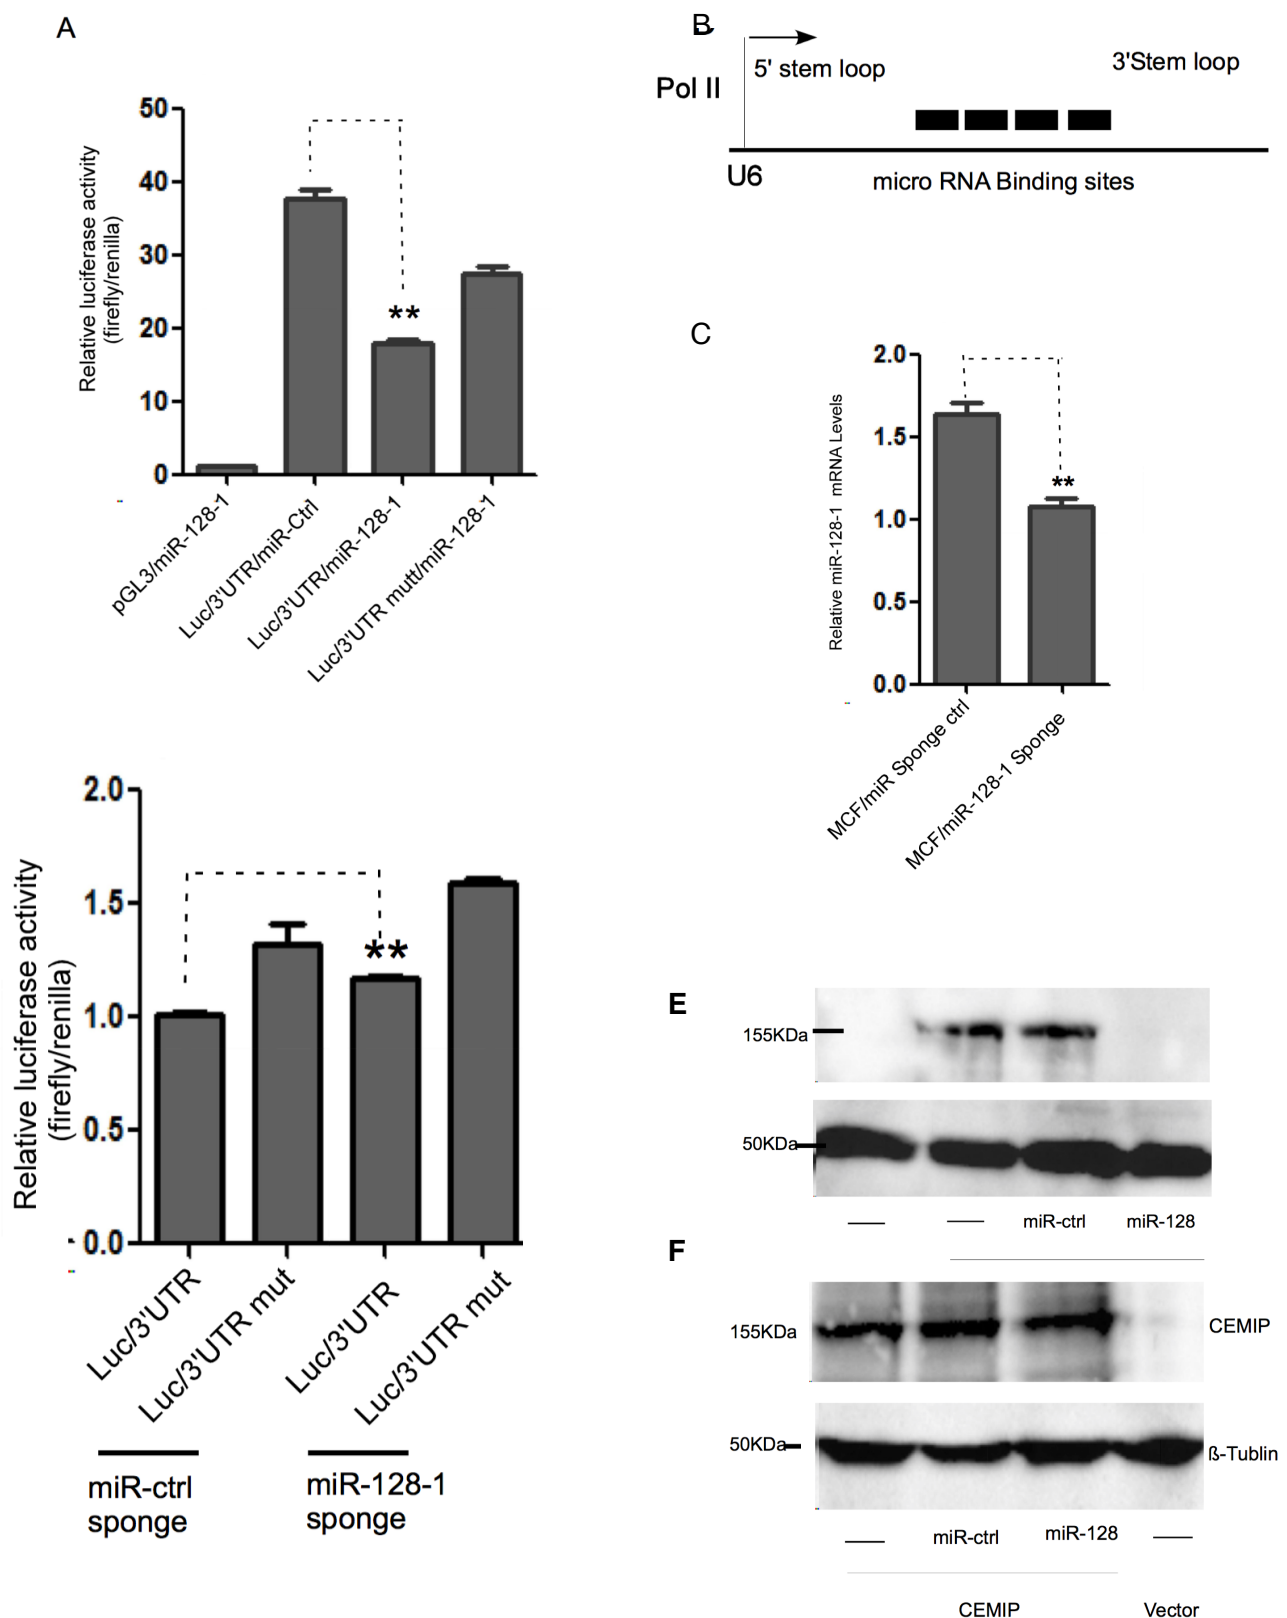 A
Relative luciferase activity
(firefly/renilla)
50
40
30
20
10
0
**
pGL3/miR-128-1
Luc/3'UTR/miR-Ctrl
Luc/3'UTR/miR-128-1
Luc/3'UTR mutt/miR-128-1
B
Pol II
5' stem loop
3'Stem loop
U6
micro RNA Binding sites
C
Relative miR-128-1 mRNA Levels
2.0
1.5
1.0
0.5
0.0
**
MCF/miR Sponge ctrl
MCF/miR-128-1 Sponge
Relative luciferase activity
(firefly/renilla)
2.0
1.5
1.0
0.5
0.0
**
Luc/3'UTR
Luc/3'UTR mut
Luc/3'UTR
Luc/3'UTR mut
miR-ctrl
sponge
miR-128-1
sponge
E
155KDa
50KDa
miR-ctrl
miR-128
F
155KDa
CEMIP
50KDa
ß-Tublin
miR-ctrl
miR-128
CEMIP
Vector